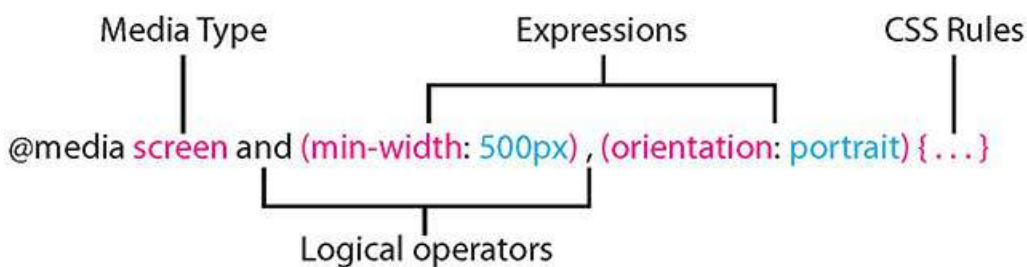 Media Type Expressions CSS Rules
@media screen and (min-width: 500px) , (orientation: portrait) { . . . }
Logical operators